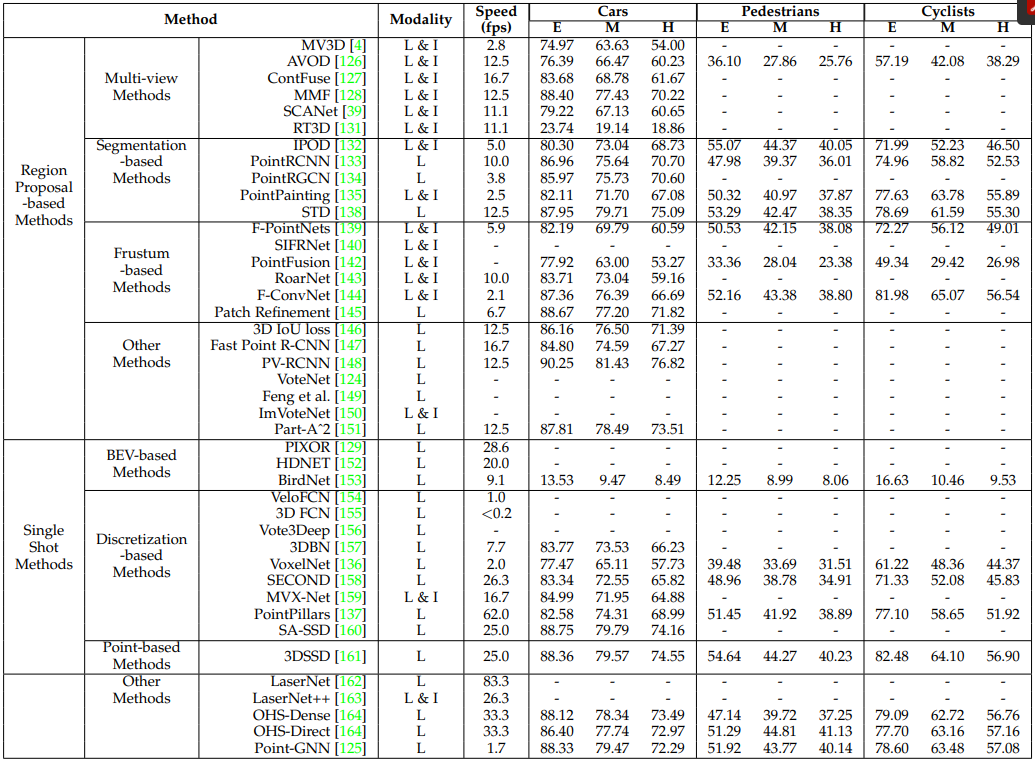 Method Modality Speed (fps) Cars Pedestrians Cyclists
E M H E M H E M H
Region Proposal -based Methods
Multi-view Methods
MV3D [4] L & I 2.8 74.97 63.63 54.00 - - - - - -
AVOD [126] L & I 12.5 76.39 66.47 60.23 36.10 27.86 25.76 57.19 42.08 38.29
ContFuse [127] L & I 16.7 83.68 68.78 61.67 - - - - - -
MMF [128] L & I 12.5 88.40 77.43 70.22 - - - - - -
SCANet [39] L & I 11.1 79.22 67.13 60.65 - - - - - -
RT3D [131] L & I 11.1 23.74 19.14 18.86 - - - - - -
Segmentation -based Methods
IPOD [132] L & I 5.0 80.30 73.04 68.73 55.07 44.37 40.05 71.99 52.23 46.50
PointRCNN [133] L 10.0 86.96 75.64 70.70 47.98 39.37 36.01 74.96 58.82 52.53
PointRGCN [134] L 3.8 85.97 75.73 70.60 - - - - - -
PointPainting [135] L & I 2.5 82.11 71.70 67.08 50.32 40.97 37.87 77.63 63.78 55.89
STD [138] L 12.5 87.95 79.71 75.09 53.29 42.47 38.35 78.69 61.59 55.30
Frustum -based Methods
F-PointNets [139] L & I 5.9 82.19 69.79 60.59 50.53 42.15 38.08 72.27 56.12 49.01
SIFRNet [140] L & I - - - - - - - - - -
PointFusion [142] L & I - 77.92 63.00 53.27 33.36 28.04 23.38 49.34 29.42 26.98
RoarNet [143] L & I 10.0 83.71 73.04 59.16 - - - - - -
F-ConvNet [144] L & I 2.1 87.36 76.39 66.69 52.16 43.38 38.80 81.98 65.07 56.54
Patch Refinement [145] L 6.7 88.67 77.20 71.82 - - - - - -
Other Methods
3D IoU loss [146] L 12.5 86.16 76.50 71.39 - - - - - -
Fast Point R-CNN [147] L 16.7 84.80 74.59 67.27 - - - - - -
PV-RCNN [148] L 12.5 90.25 81.43 76.82 - - - - - -
VoteNet [124] L - - - - - - - - - -
Feng et al. [149] L - - - - - - - - - -
ImVoteNet [150] L & I - - - - - - - - - -
Part-A^2 [151] L 12.5 87.81 78.49 73.51 - - - - - -
Single Shot Methods
BEV-based Methods
PIXOR [129] L 28.6 - - - - - - - - -
HDNET [152] L 20.0 - - - - - - - - -
BirdNet [153] L 9.1 13.53 9.47 8.49 12.25 8.99 8.06 16.63 10.46 9.53
Discretization -based Methods
VeloFCN [154] L 1.0 - - - - - - - - -
3D FCN [155] L <0.2 - - - - - - - - -
Vote3Deep [156] L - - - - - - - - - -
3DBN [157] L 7.7 83.77 73.53 66.23 - - - - - -
VoxelNet [136] L 2.0 77.47 65.11 57.73 39.48 33.69 31.51 61.22 48.36 44.37
SECOND [158] L 26.3 83.34 72.55 65.82 48.96 38.78 34.91 71.33 52.08 45.83
MVX-Net [159] L & I 16.7 84.99 71.95 64.88 - - - - - -
PointPillars [137] L 62.0 82.58 74.31 68.99 51.45 41.92 38.89 77.10 58.65 51.92
SA-SSD [160] L 25.0 88.75 79.79 74.16 - - - - - -
Point-based Methods
3DSSD [161] L 25.0 88.36 79.57 74.55 54.64 44.27 40.23 82.48 64.10 56.90
Other Methods
LaserNet [162] L 83.3 - - - - - - - - -
LaserNet++ [163] L & I 26.3 - - - - - - - - -
OHS-Dense [164] L 33.3 88.12 78.34 73.49 47.14 39.72 37.25 79.09 62.72 56.76
OHS-Direct [164] L 33.3 86.40 77.74 72.97 51.29 44.81 41.13 77.70 63.16 57.16
Point-GNN [125] L 1.7 88.33 79.47 72.29 51.92 43.77 40.14 78.60 63.48 57.08